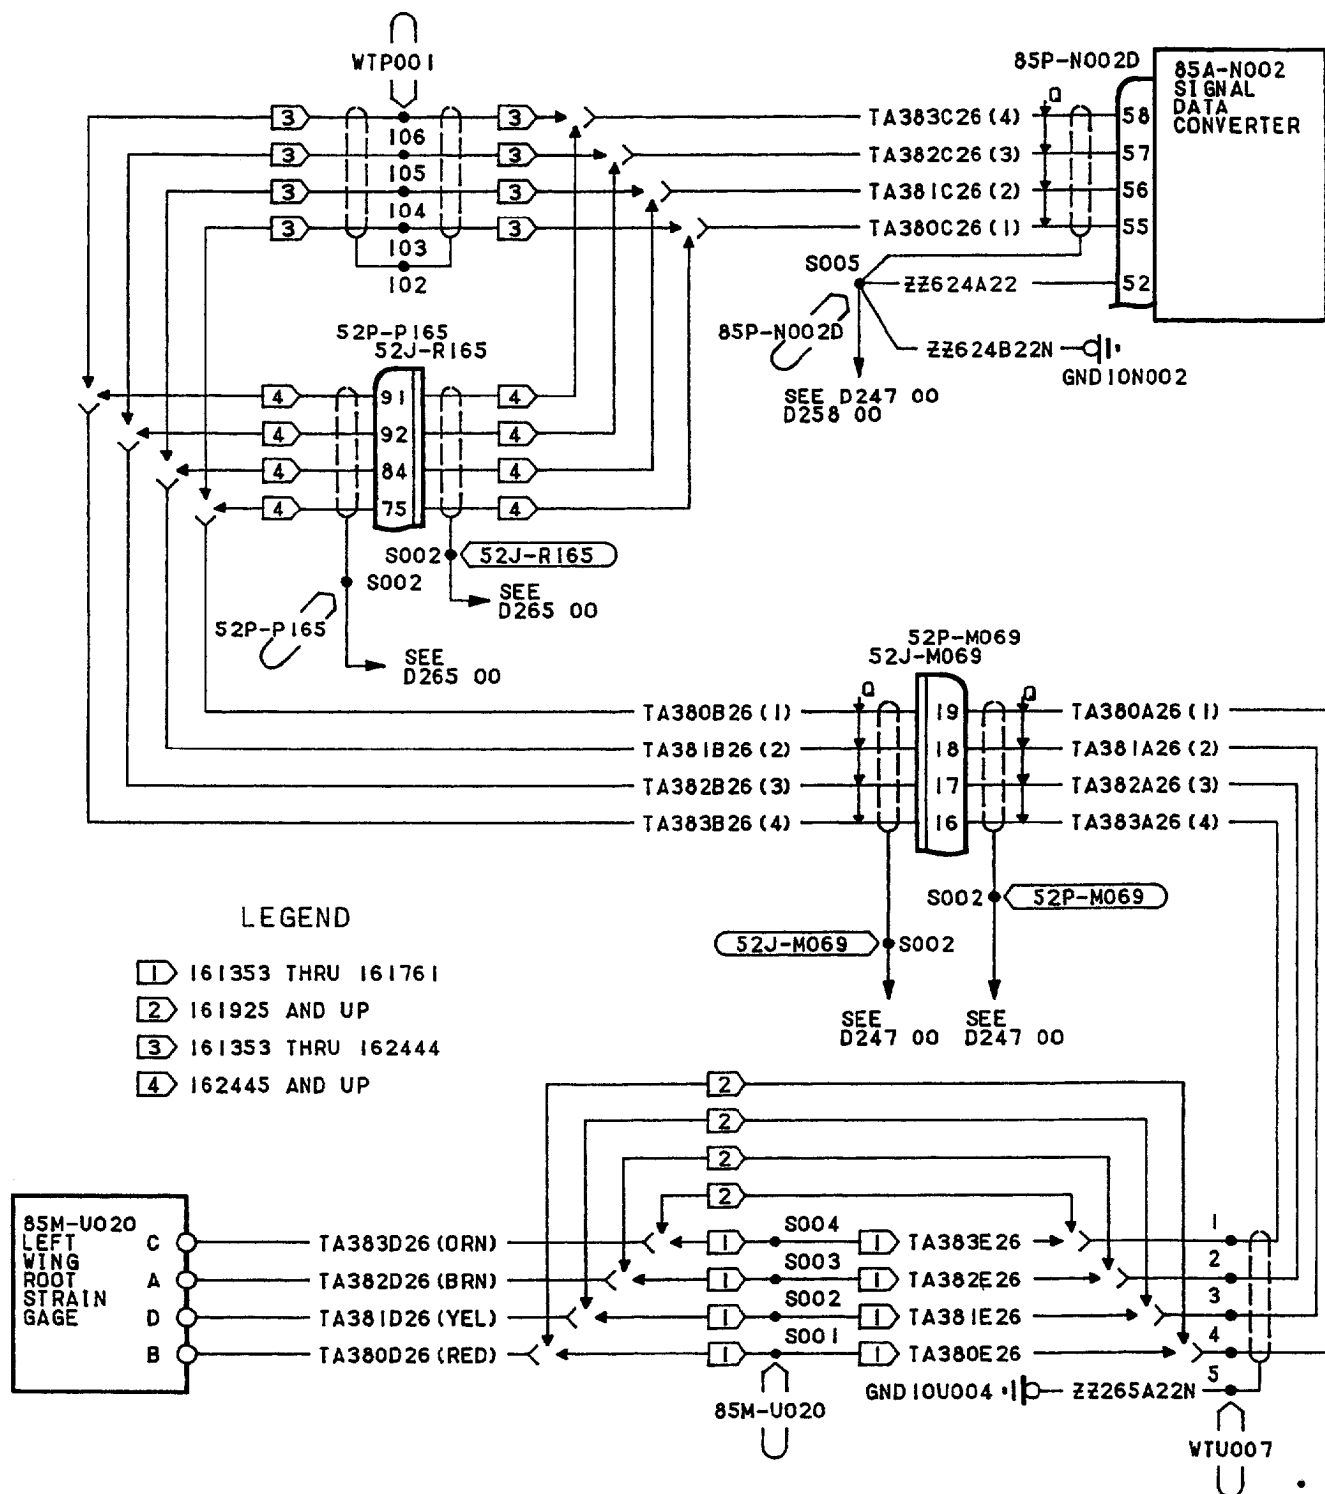 WTP001
85P-N002D
85A-N002
SIGNAL
DATA
CONVERTER
Q
3 3 TA383C26(4) 58
106
3 3 TA382C26(3) 57
105
3 3 TA381C26(2) 56
104
3 3 TA380C26(1) 55
103
102
S005
ZZ624A22 52
85P-N002D
ZZ624B22N
GND10N002
SEE D247 00
D258 00
52P-P165
52J-R165
4 91 4
4 92 4
4 84 4
4 75 4
S002 52J-R165
S002
SEE
D265 00
52P-P165
SEE
D265 00
52P-M069
52J-M069
Q Q
TA380B26(1) 19 TA380A26(1)
TA381B26(2) 18 TA381A26(2)
TA382B26(3) 17 TA382A26(3)
TA383B26(4) 16 TA383A26(4)
S002 52P-M069
52J-M069 S002
SEE
D247 00
SEE
D247 00
LEGEND
1 161353 THRU 161761
2 161925 AND UP
3 161353 THRU 162444
4 162445 AND UP
2
2
2
2
85M-U020
LEFT
WING
ROOT
STRAIN
GAGE
C TA383D26(ORN) 1 S004 1 TA383E26 1
A TA382D26(BRN) 1 S003 1 TA382E26 2
D TA381D26(YEL) 1 S002 1 TA381E26 3
B TA380D26(RED) 1 S001 1 TA380E26 4
5
GND10U004 ZZ265A22N
85M-U020
WTU007